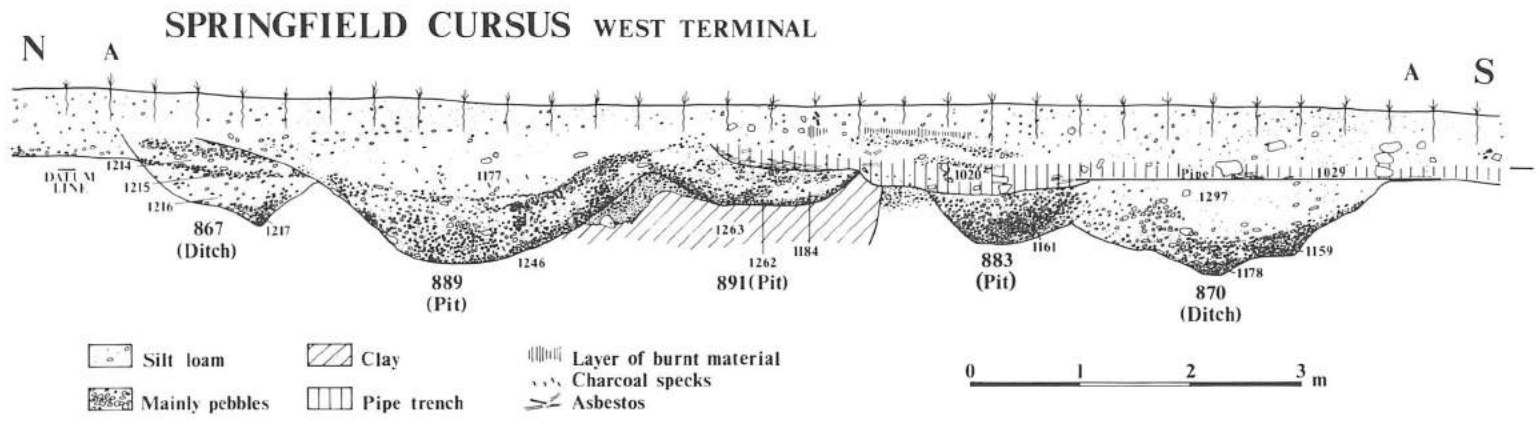 SPRINGFIELD CURSUS WEST TERMINAL
N A A S
1214
DATUM
LINE
1215
1216
1217
867
(Ditch)
1177
1246
889
(Pit)
1263
1262
1184
891 (Pit)
1020
1161
883
(Pit)
Pipe 1029
1297
1159
1178
870
(Ditch)
Silt loam
Mainly pebbles
Clay
Pipe trench
Layer of burnt material
Charcoal specks
Asbestos
0 1 2 3 m